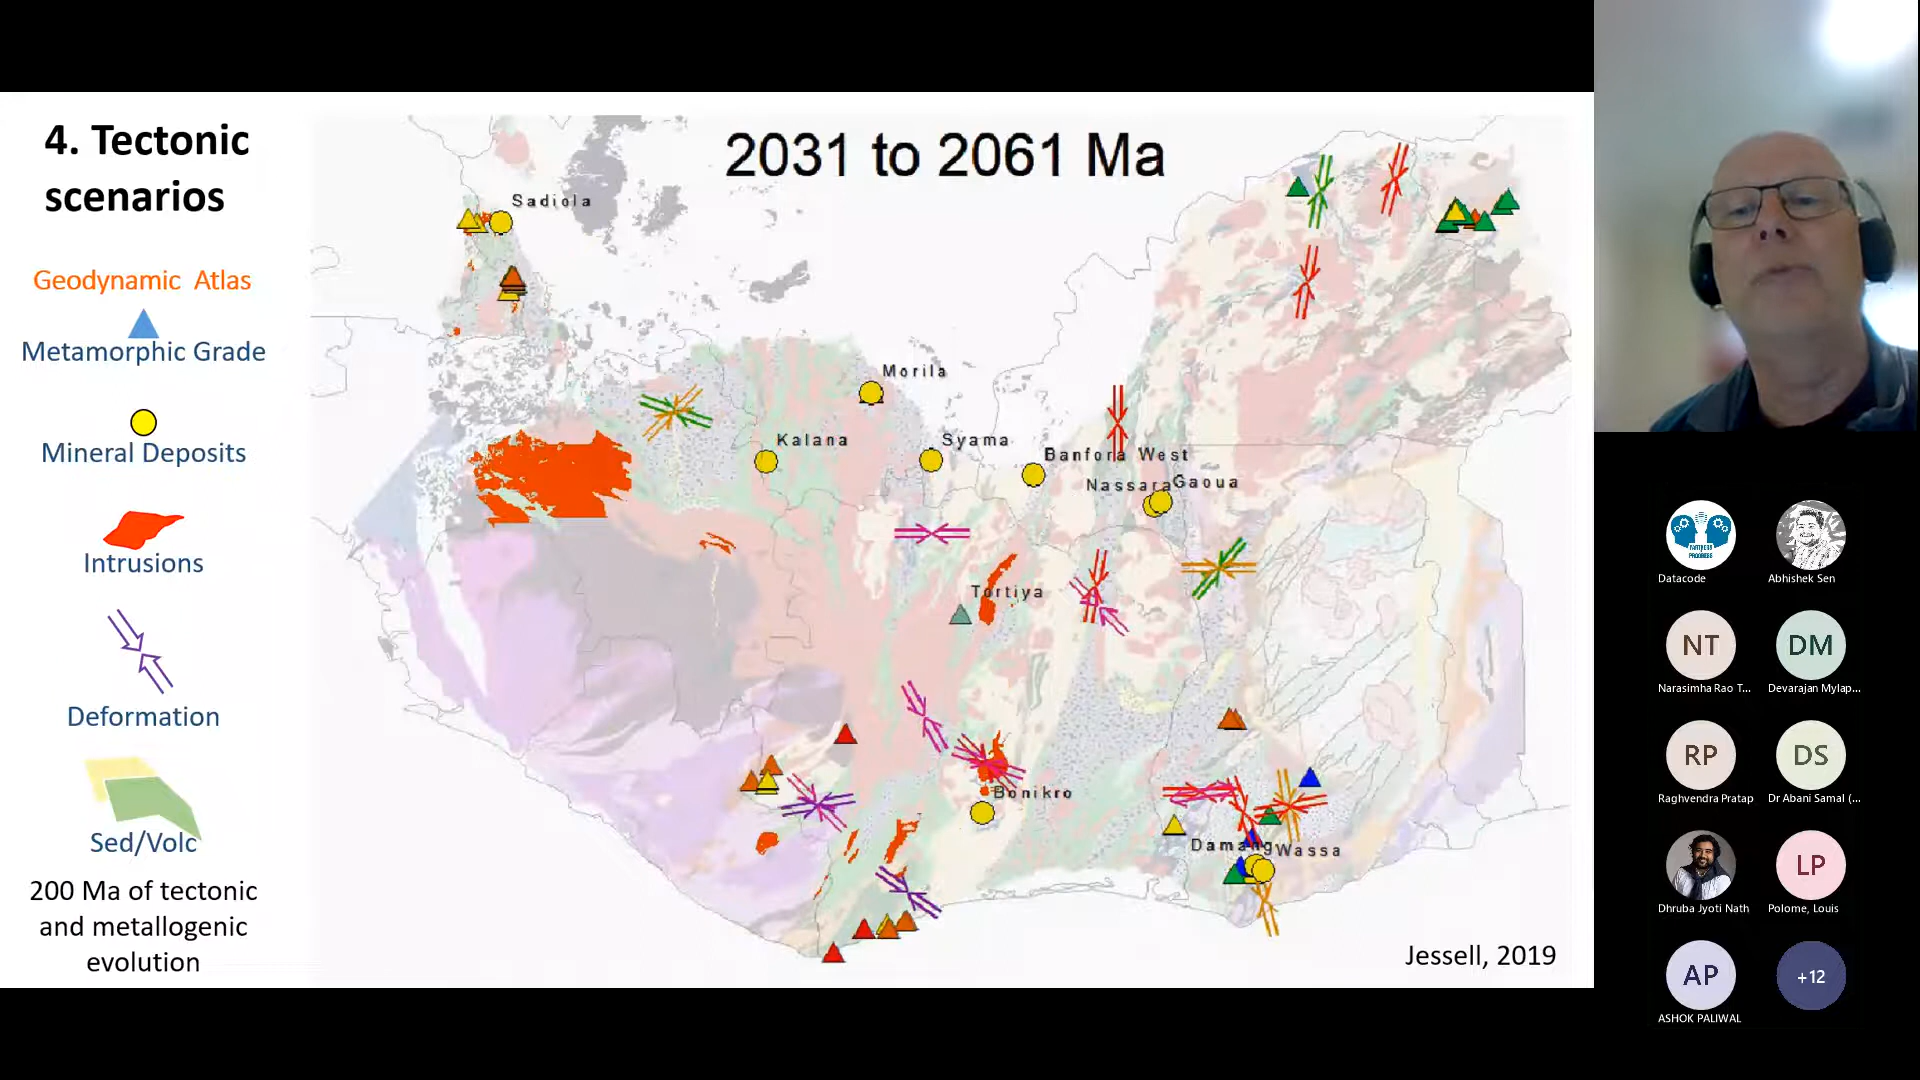 4. Tectonic
scenarios
Geodynamic Atlas
Metamorphic Grade
Mineral Deposits
Intrusions
Deformation
Sed/Volc
200 Ma of tectonic
and metallogenic
evolution
2031 to 2061 Ma
Sadiola
Morila
Kalana
Syama
Banfora West
Nassara
Gaoua
Tortiya
Bonikro
Damang
Wassa
Jessell, 2019
PARTNERS
PROGRESS
Datacode
Abhishek Sen
NT
DM
Narasimha Rao T...
Devarajan Mylap...
RP
DS
Raghvendra Pratap
Dr Abani Samal (...
LP
Dhruba Jyoti Nath
Polome, Louis
AP
+12
ASHOK PALIWAL